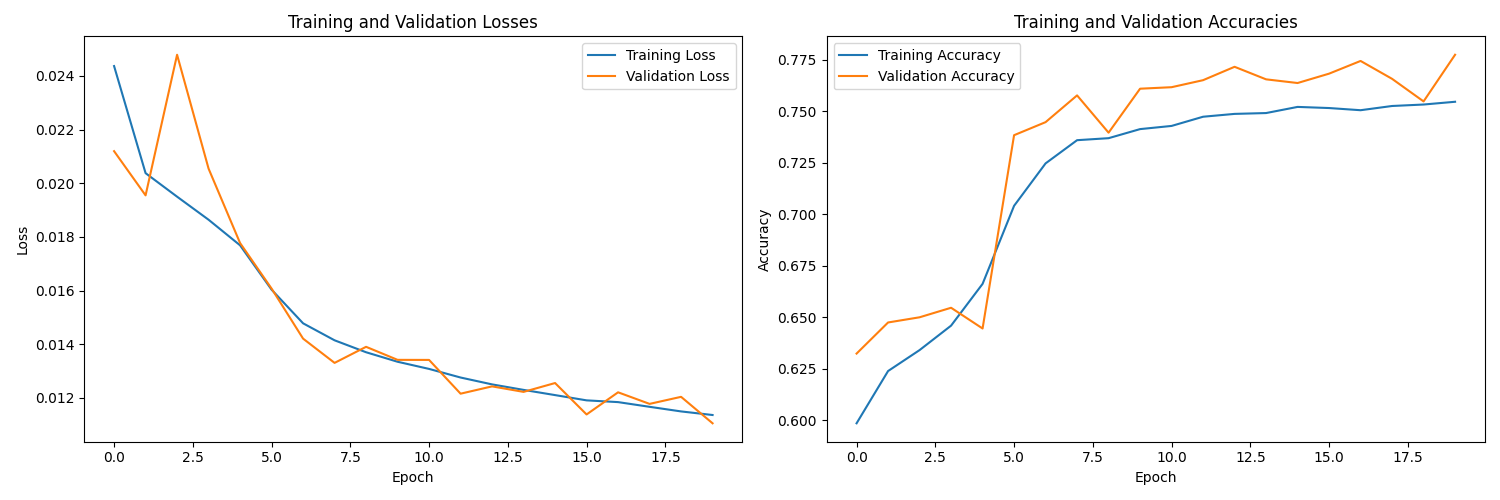 Training and Validation Losses
Training Loss
Validation Loss
0.024
0.022
0.020
0.018
0.016
0.014
0.012
Loss
0.0 2.5 5.0 7.5 10.0 12.5 15.0 17.5
Epoch
Training and Validation Accuracies
Training Accuracy
Validation Accuracy
0.775
0.750
0.725
0.700
0.675
0.650
0.625
0.600
Accuracy
0.0 2.5 5.0 7.5 10.0 12.5 15.0 17.5
Epoch